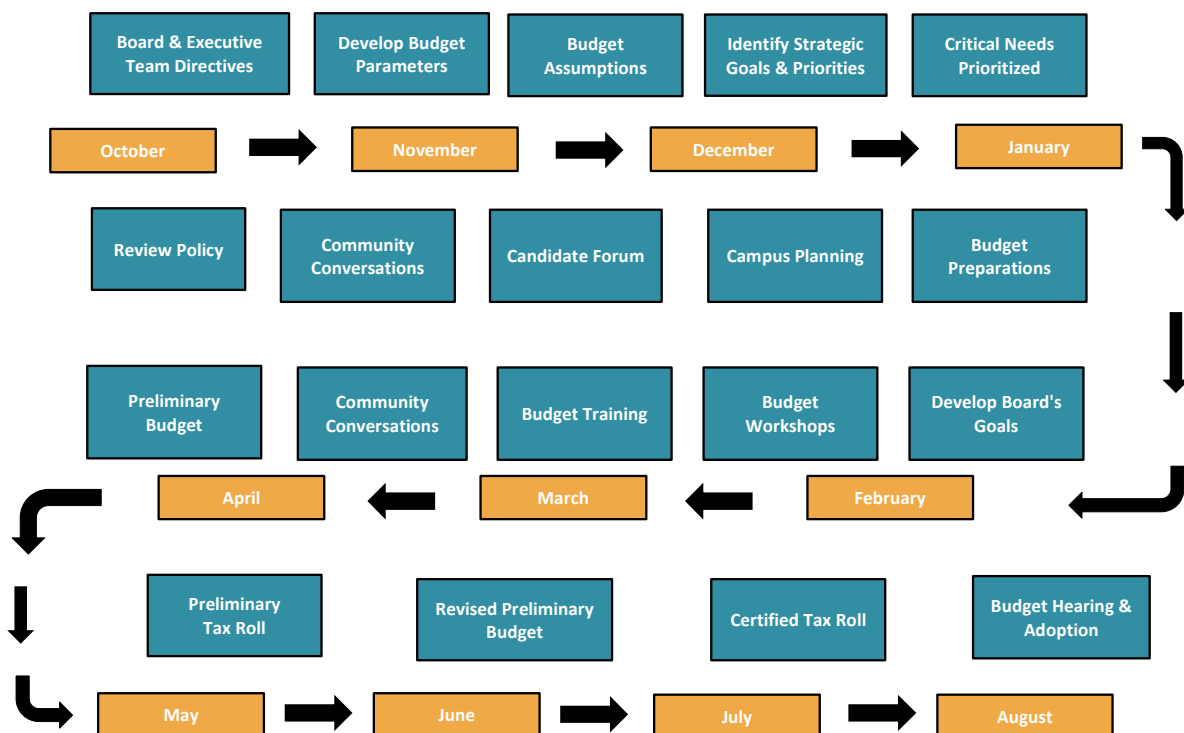 Board & Executive
Team Directives
Develop Budget
Parameters
Budget
Assumptions
Identify Strategic
Goals & Priorities
Critical Needs
Prioritized
October
November
December
January
Review Policy
Community
Conversations
Candidate Forum
Campus Planning
Budget
Preparations
Preliminary
Budget
Community
Conversations
Budget Training
Budget
Workshops
Develop Board's
Goals
April
March
February
Preliminary
Tax Roll
Revised Preliminary
Budget
Certified Tax Roll
Budget Hearing &
Adoption
May
June
July
August